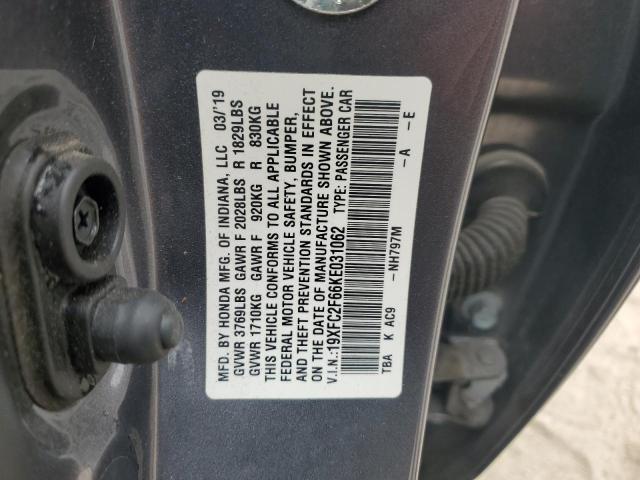 MFD. BY HONDA MFG. OF INDIANA, LLC 03/'19
GVWR 3769LBS GAWR F 2028LBS R 1829LBS
GVWR 1710KG GAWR F 920KG R 830KG
THIS VEHICLE CONFORMS TO ALL APPLICABLE
FEDERAL MOTOR VEHICLE SAFETY, BUMPER,
AND THEFT PREVENTION STANDARDS IN EFFECT
ON THE DATE OF MANUFACTURE SHOWN ABOVE.
V.I.N.:19XFC2F66KE031062 TYPE: PASSENGER CAR
TBA K AC9 -NH797M -A -E